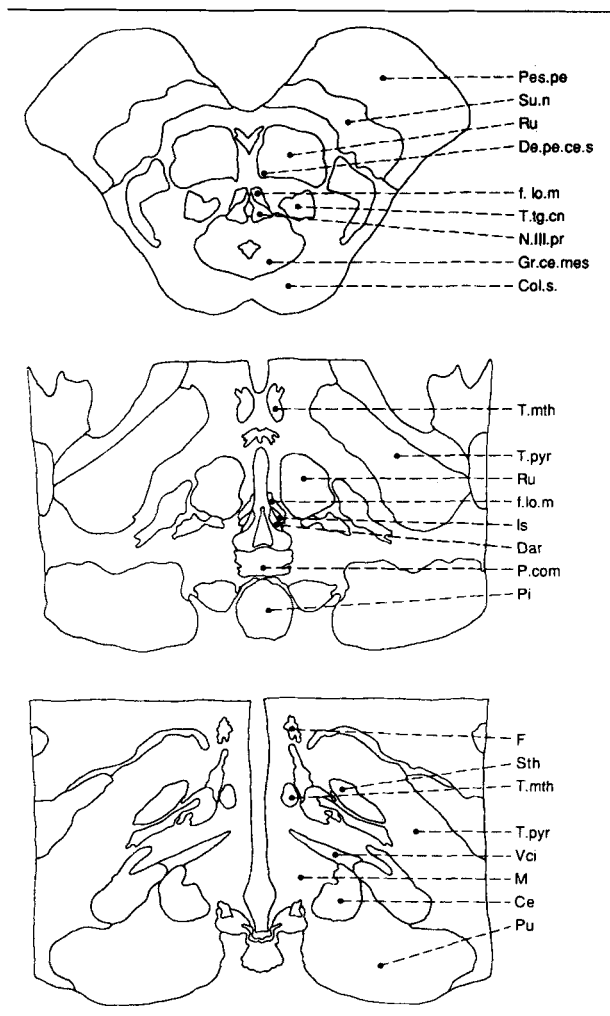 Pes.pe
Su.n
Ru
De.pe.ce.s
f.lo.m
T.tg.cn
N.III.pr
Gr.ce.mes
Col.s.
T.mth
T.pyr
Ru
f.lo.m
Is
Dar
P.com
Pi
F
Sth
T.mth
T.pyr
Vci
M
Ce
Pu